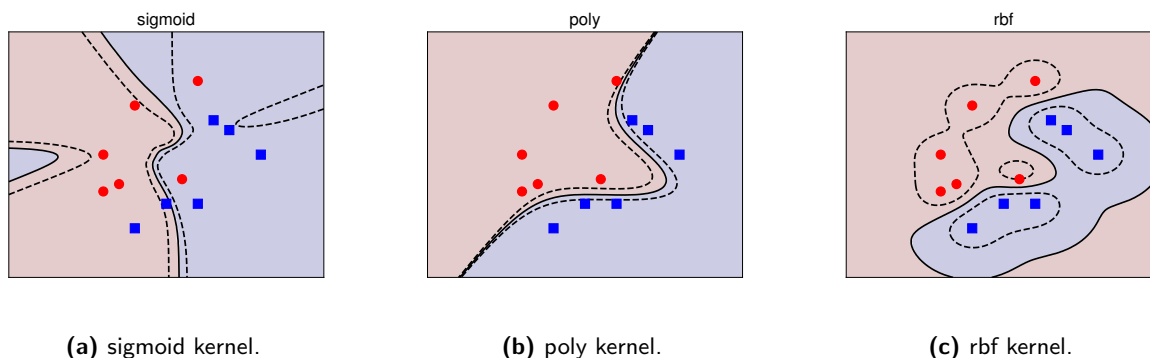 sigmoid
poly
rbf
(a) sigmoid kernel.
(b) poly kernel.
(c) rbf kernel.